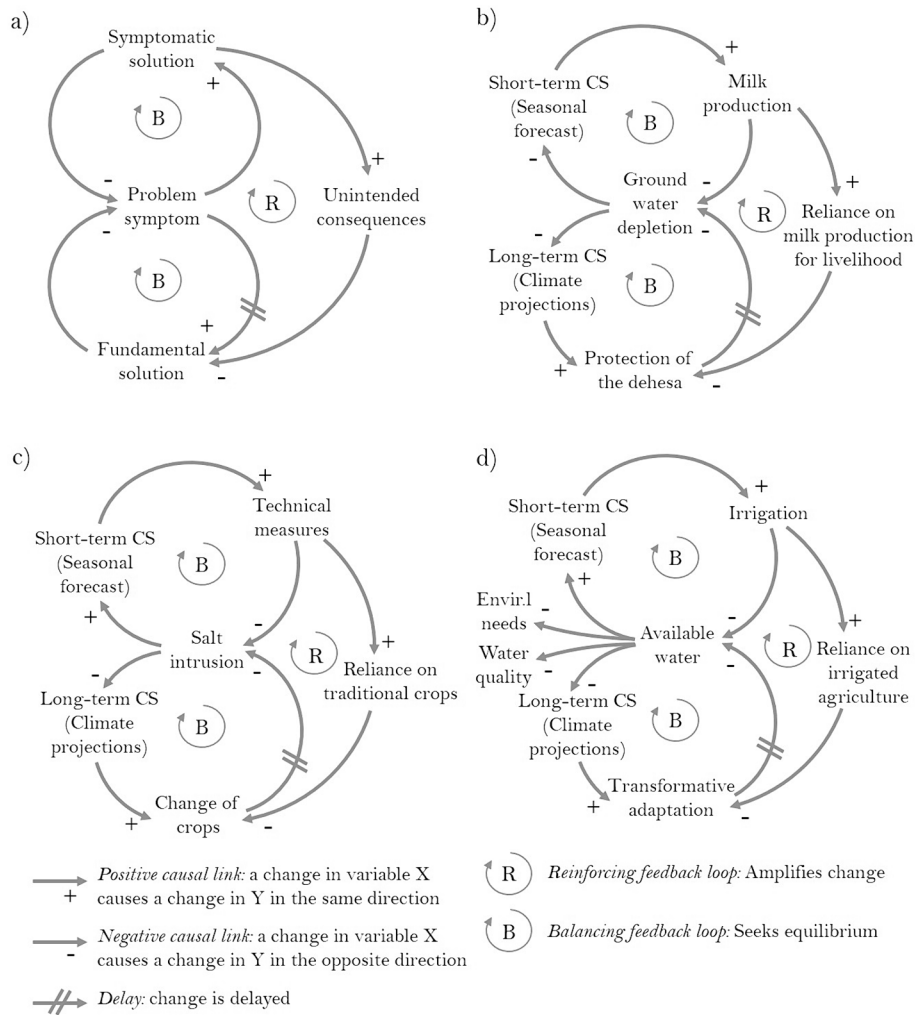 a)
Symptomatic
solution
+
B
+
-
Problem
symptom
-
R
Unintended
consequences
B
+
Fundamental
solution
-
b)
+
Short-term CS
(Seasonal
forecast)
Milk
production
B
-
Ground
water
depletion
-
-
+
R
Reliance on
milk production
for livelihood
-
Long-term CS
(Climate
projections)
B
+
Protection of
the dehesa
-
c)
+
Technical
measures
Short-term CS
(Seasonal
forecast)
B
+
-
Salt
intrusion
-
R
+
Reliance on
traditional crops
-
Long-term CS
(Climate
projections)
B
Change of
crops
+
-
d)
+
Short-term CS
(Seasonal
forecast)
Irrigation
B
+
Envir.l
needs
-
Available
water
-
-
Water
quality
-
R
+
Reliance on
irrigated
agriculture
-
Long-term CS
(Climate
projections)
B
+
Transformative
adaptation
-
Positive causal link: a change in variable X
+ causes a change in Y in the same direction
Negative causal link: a change in variable X
- causes a change in Y in the opposite direction
Delay: change is delayed
R Reinforcing feedback loop: Amplifies change
B Balancing feedback loop: Seeks equilibrium